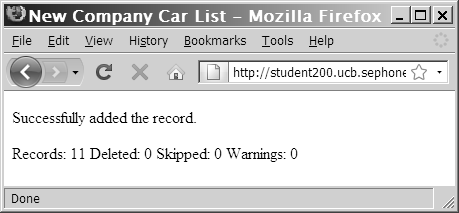 New Company Car List - Mozilla Firefox
File Edit View History Bookmarks Tools Help
http://student200.ucb.sephone
Successfully added the record.
Records: 11 Deleted: 0 Skipped: 0 Warnings: 0
Done